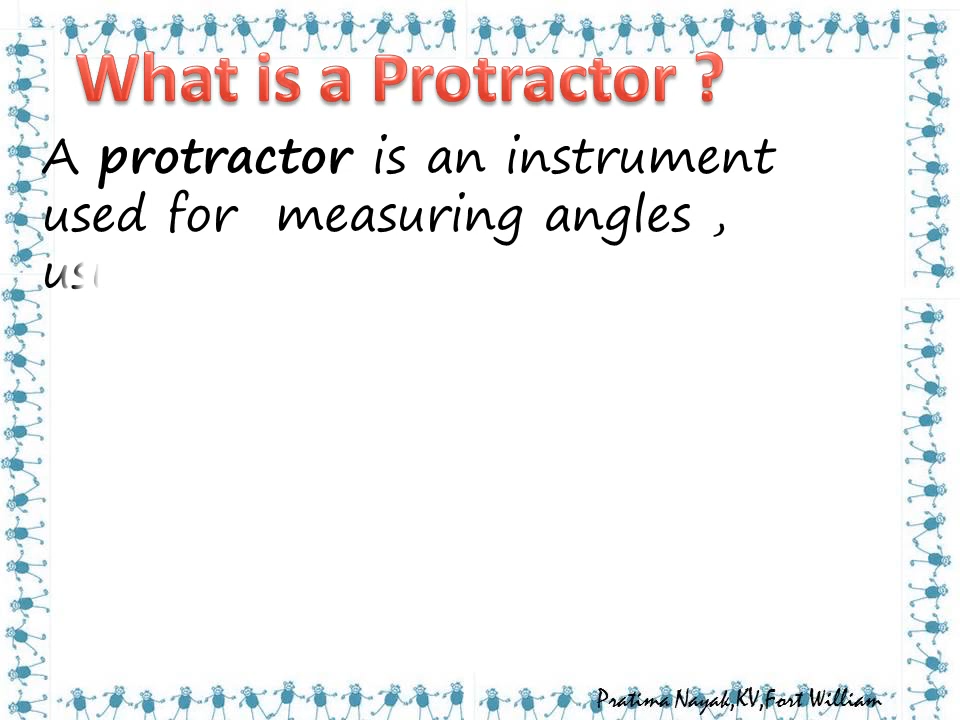 What is a Protractor ?
A protractor is an instrument
used for measuring angles ,
Pratima Nayak,KV,Fort William